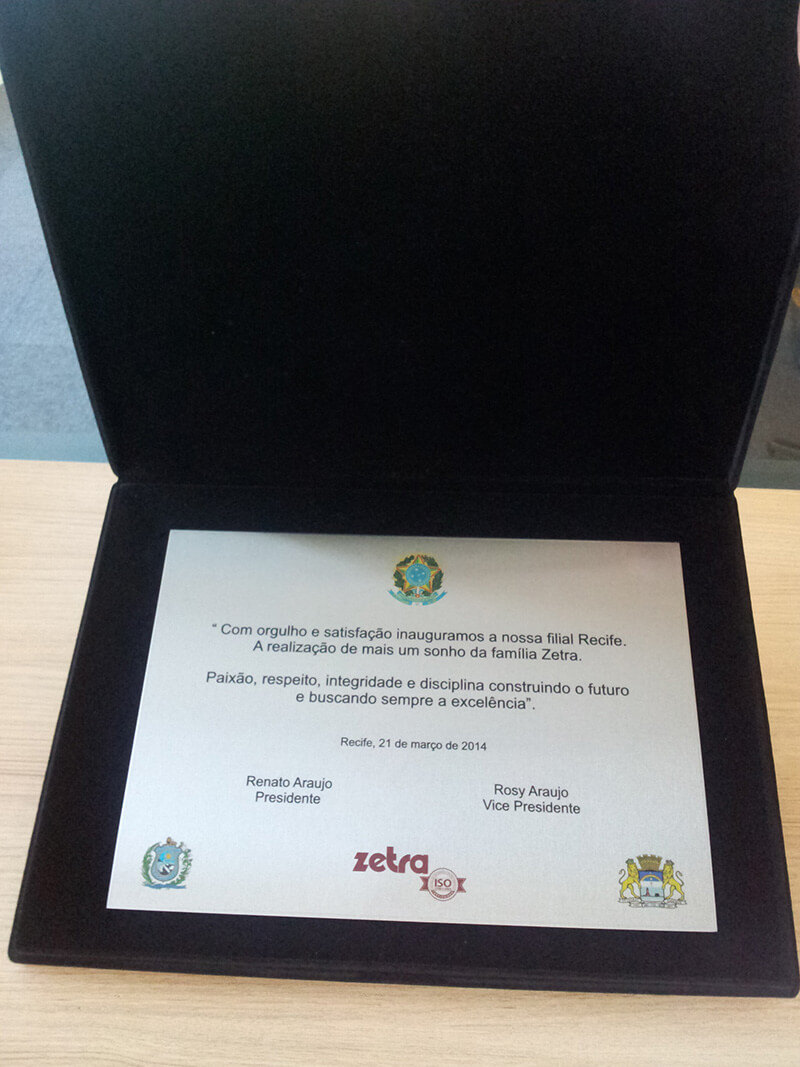 “ Com orgulho e satisfação inauguramos a nossa filial Recife.
A realização de mais um sonho da família Zetra.
Paixão, respeito, integridade e disciplina construindo o futuro
e buscando sempre a excelência”.
Recife, 21 de março de 2014
Renato Araujo
Presidente
Rosy Araujo
Vice Presidente
zetra
ISO